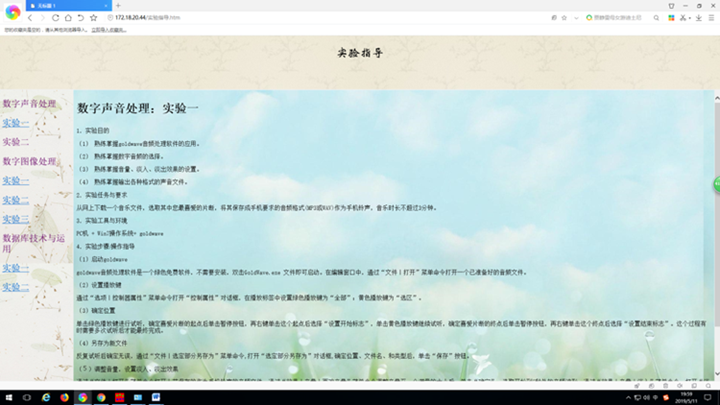 无标题 1
172.18.20.44/实验指导.htm
实验指导
数字声音处理
实验一
实验二
数字图像处理
实验一
实验二
实验三
数据库技术与运用
实验一
实验二
数字声音处理：实验一
1、实验目的
（1） 熟练掌握goldwave音频处理软件的应用。
（2） 熟练掌握数字音频的选择。
（3） 熟练掌握音量、淡入、淡出效果的设置。
（4） 熟练掌握输出各种格式的声音文件。
2、实验任务与要求
从网上下载一个音乐文件，选取其中您最喜爱的片断，将其保存成手机要求的音频格式(MP3或WAV)作为手机铃声，音乐时长不超过1分钟。
3、实验工具与环境
PC机 + Win7操作系统+ goldwave
4、实验步骤/操作指导
（1）启动goldwave
goldwave音频处理软件是一个绿色免费软件，不需要安装，双击GoldWave.exe 文件即可启动。在编辑窗口中，通过“文件｜打开”菜单命令打开一个已准备好的音频文件。
（2）设置播放键
通过“选项｜控制器属性”菜单命令打开“控制属性”对话框，在播放标签中设置绿色播放键为“全部”，黄色播放键为“选区”。
（3）确定位置
单击绿色播放键进行试听，确定喜爱片断的起点后单击暂停按钮，再右键单击这个起点后选择“设置开始标志”，单击黄色播放键继续试听，确定喜爱片断的终点后单击暂停按钮，再右键单击这个终点后选择“设置结束标志”。这个过程有
时需要多次试听后才能最终完成。
（4）另存为新文件
反复试听后确定无误，通过“文件｜选定部分另存为”菜单命令，打开“选定部分另存为”对话框，确定位置、文件名、和类型后，单击“保存”按钮。
（5）调整音量、设置淡入、淡出效果
19:59
2019/5/11